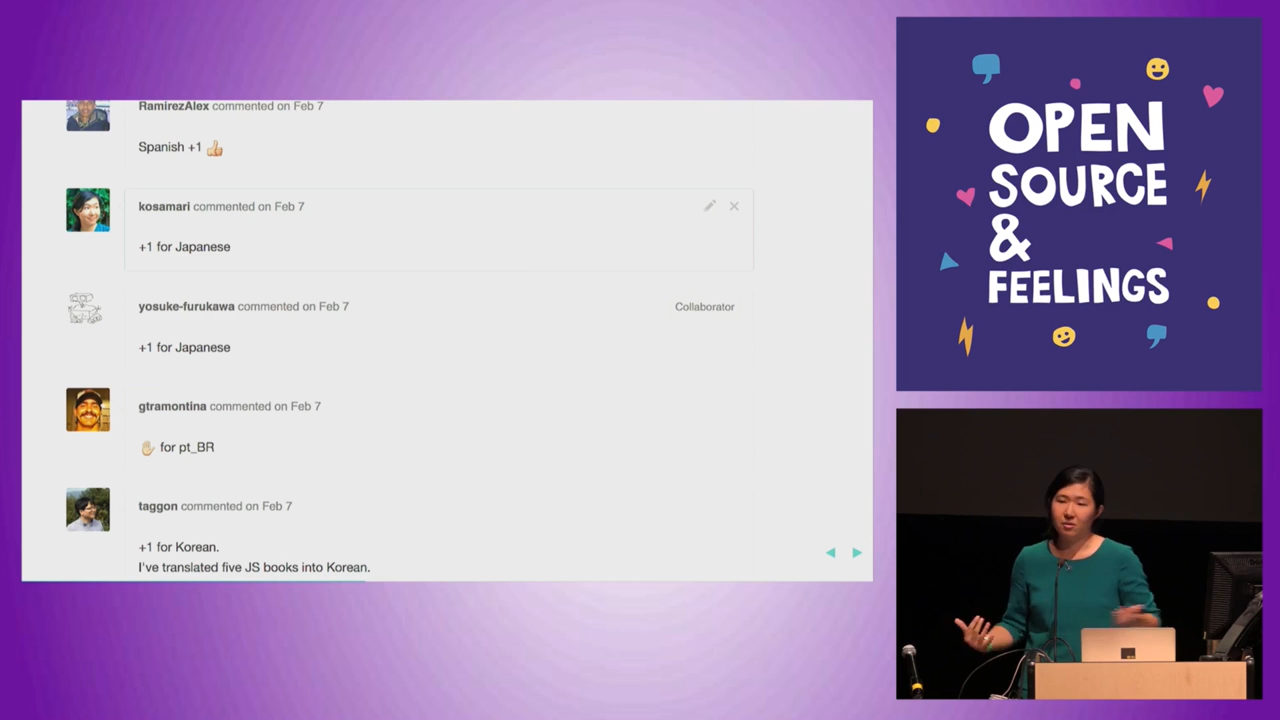 RamirezAlex commented on Feb 7
Spanish +1 👍
kosamari commented on Feb 7
+1 for Japanese
yosuke-furukawa commented on Feb 7
Collaborator
+1 for Japanese
gtramontina commented on Feb 7
✋ for pt_BR
taggon commented on Feb 7
+1 for Korean.
I've translated five JS books into Korean.
OPEN
SOURCE
&
FEELINGS